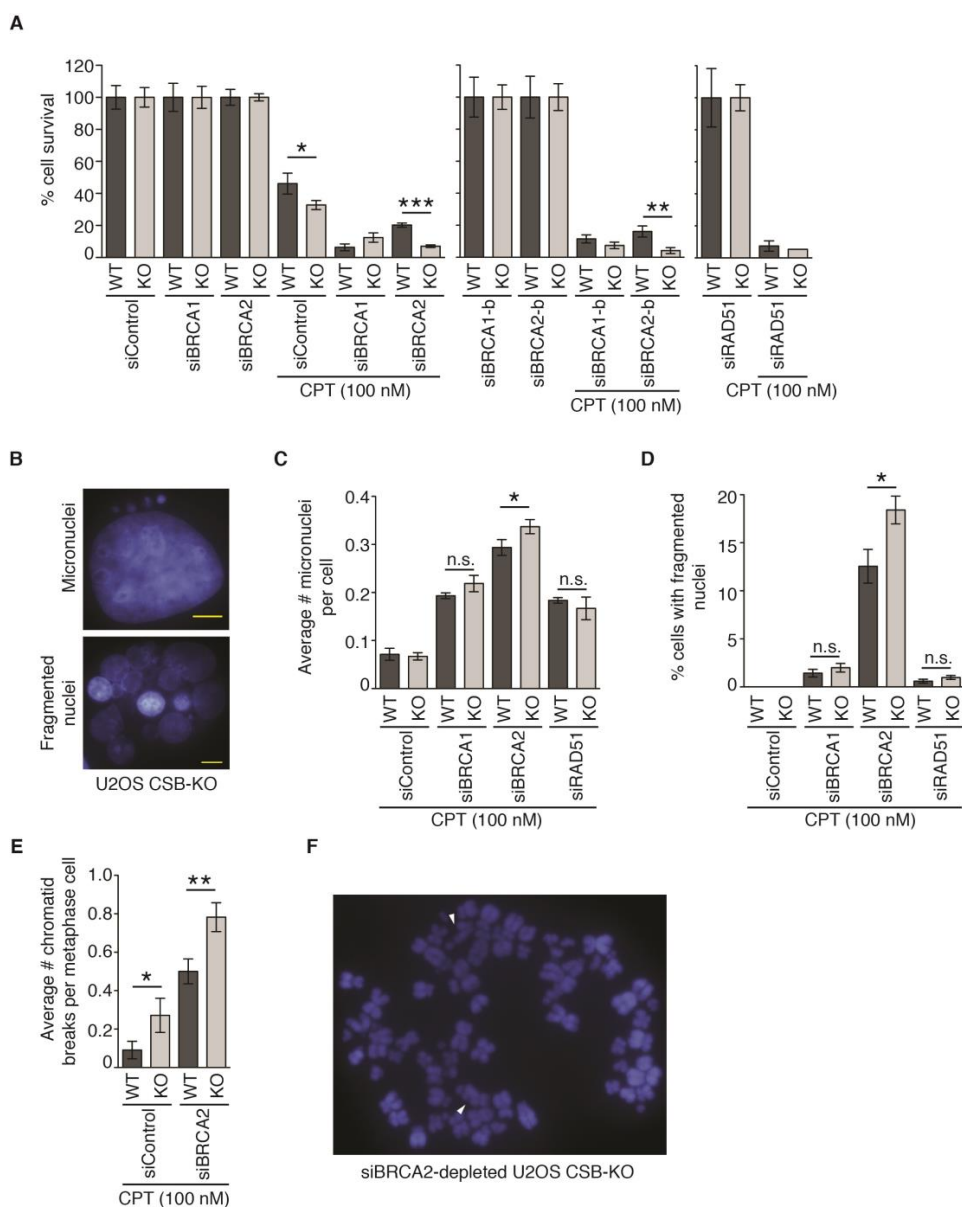 A
% cell survival
120
100
80
60
40
20
0
* *** **
WT KO WT KO WT KO WT KO WT KO WT KO WT KO WT KO WT KO WT KO WT KO WT KO
siControl siBRCA1 siBRCA2 siControl siBRCA1 siBRCA2 siBRCA1-b siBRCA2-b siBRCA1-b siBRCA2-b siRAD51 siRAD51
CPT (100 nM) CPT (100 nM) CPT (100 nM)
B
Micronuclei
Fragmented
nuclei
U2OS CSB-KO
C
Average # micronuclei
per cell
0.4
0.3
0.2
0.1
0
n.s. * n.s.
WT KO WT KO WT KO WT KO
siControl siBRCA1 siBRCA2 siRAD51
CPT (100 nM)
D
% cells with fragmented
nuclei
20
15
10
5
0
n.s. * n.s.
WT KO WT KO WT KO WT KO
siControl siBRCA1 siBRCA2 siRAD51
CPT (100 nM)
E
Average # chromatid
breaks per metaphase cell
1.0
0.8
0.6
0.4
0.2
0
* **
WT KO WT KO
siControl siBRCA2
CPT (100 nM)
F
siBRCA2-depleted U2OS CSB-KO